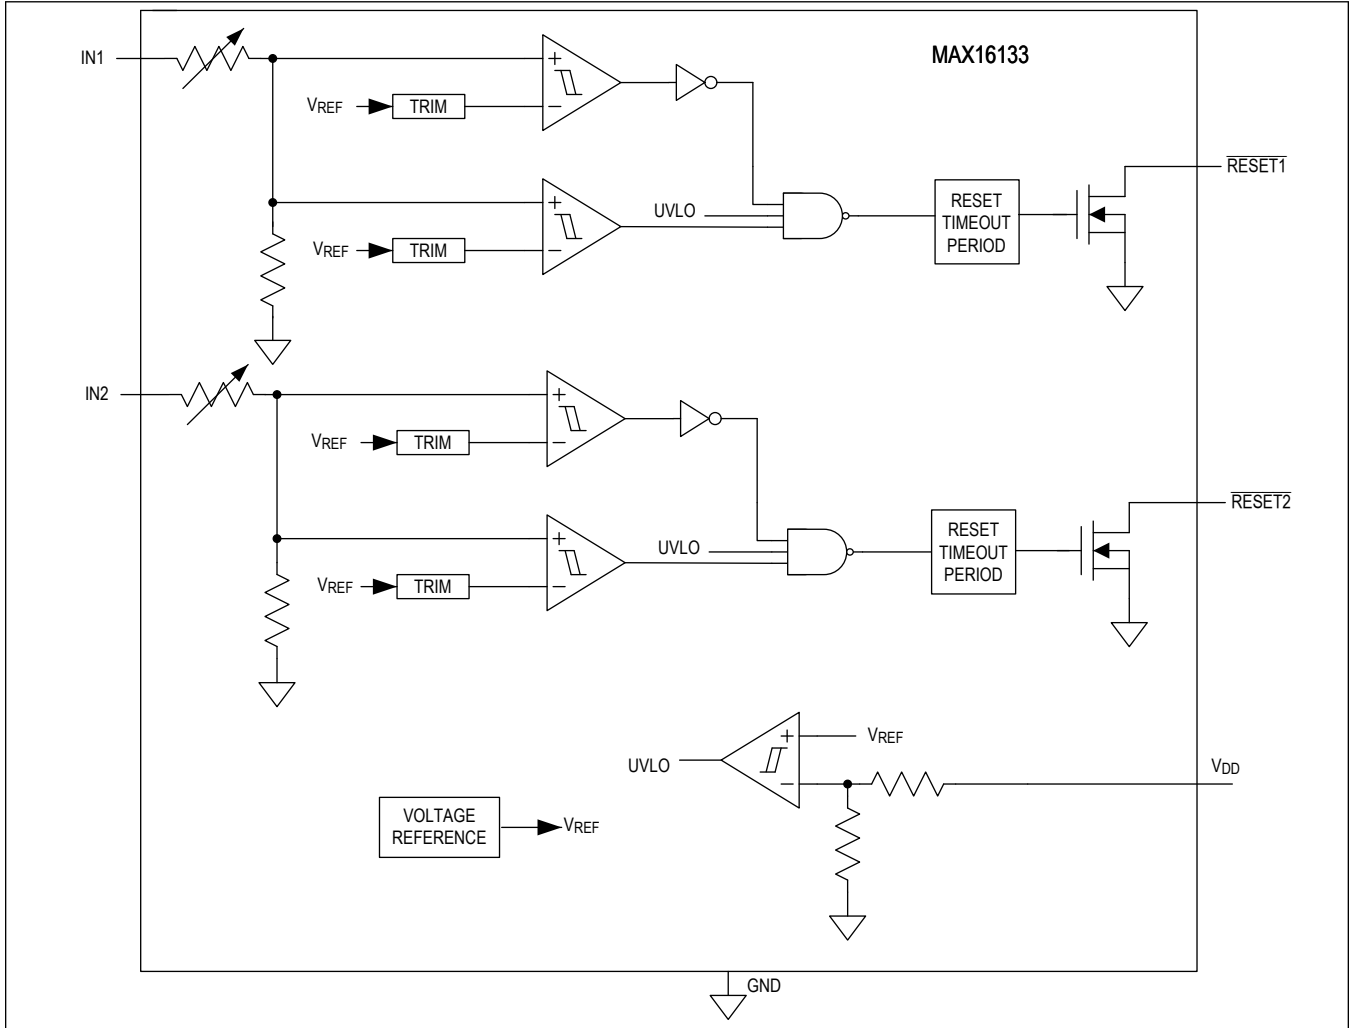 MAX16133
IN1
+
VREF
TRIM
−
RESET1
+
UVLO
RESET
TIMEOUT
PERIOD
VREF
TRIM
−
IN2
+
VREF
TRIM
−
RESET2
+
UVLO
RESET
TIMEOUT
PERIOD
VREF
TRIM
−
+
VREF
UVLO
−
VDD
VOLTAGE
REFERENCE
VREF
GND